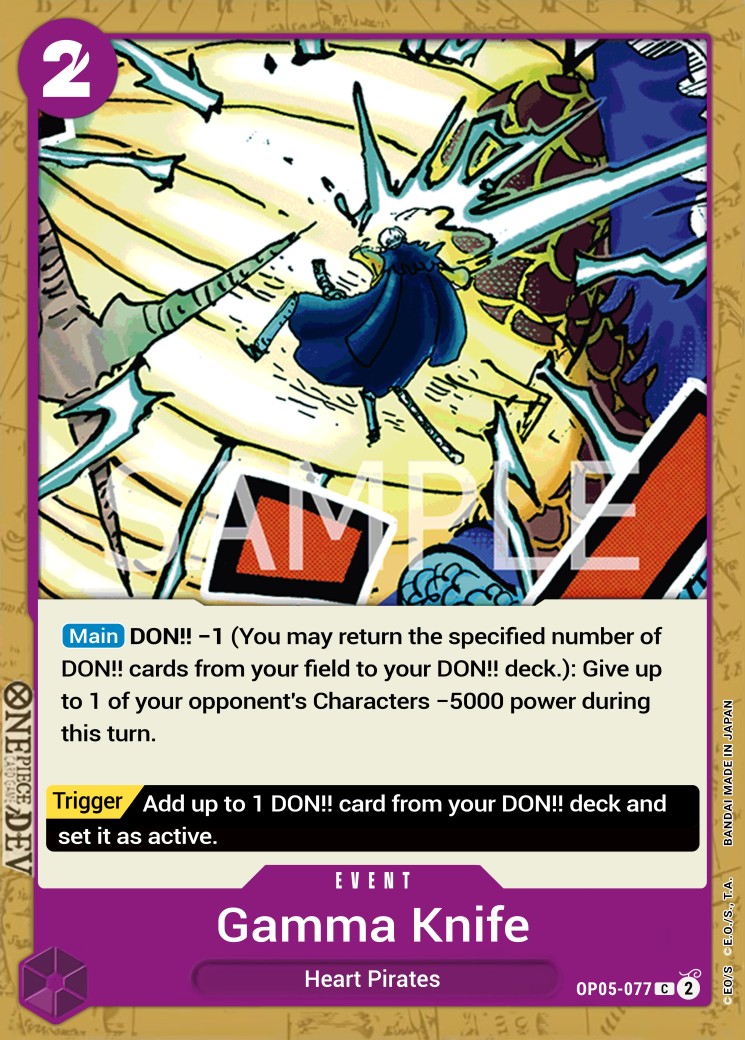 2
SAMPLE
Main DON!! −1 (You may return the specified number of
DON!! cards from your field to your DON!! deck.): Give up
to 1 of your opponent's Characters −5000 power during
this turn.
Trigger Add up to 1 DON!! card from your DON!! deck and
set it as active.
EVENT
Gamma Knife
Heart Pirates
OP05-077 C 2
ONE PIECE CARD GAME DEV
©EO/S ©E.O./S., T.A. BANDAI MADE IN JAPAN